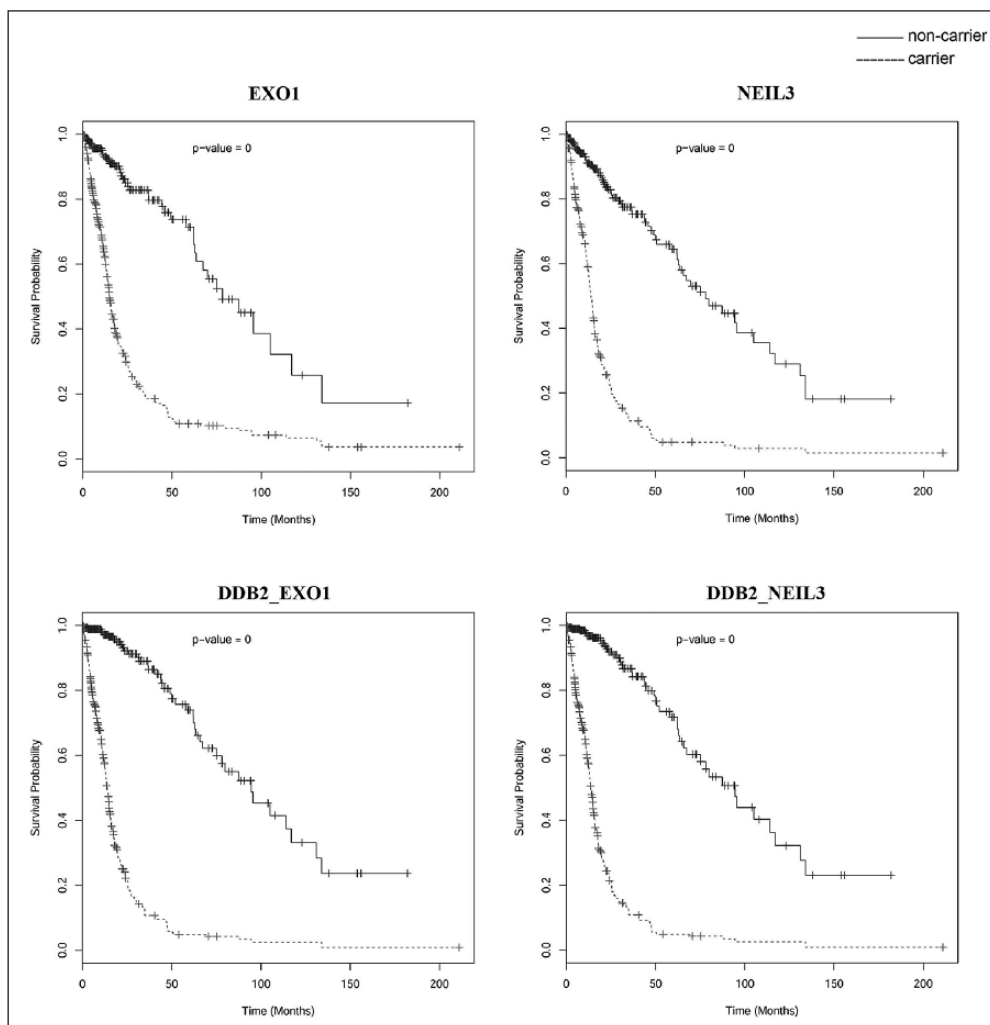 non-carrier
carrier
EXO1
p-value = 0
Survival Probability
1.0
0.8
0.6
0.4
0.2
0.0
0 50 100 150 200
Time (Months)
NEIL3
p-value = 0
Survival Probability
1.0
0.8
0.6
0.4
0.2
0.0
0 50 100 150 200
Time (Months)
DDB2_EXO1
p-value = 0
Survival Probability
1.0
0.8
0.6
0.4
0.2
0.0
0 50 100 150 200
Time (Months)
DDB2_NEIL3
p-value = 0
Survival Probability
1.0
0.8
0.6
0.4
0.2
0.0
0 50 100 150 200
Time (Months)